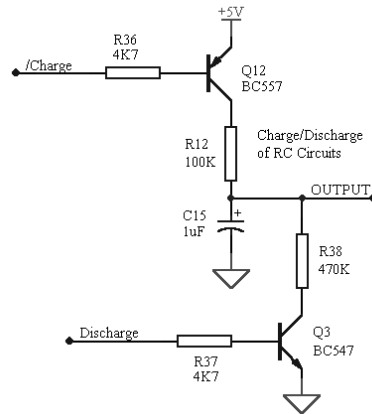 +5V
R36
4K7
/Charge
Q12
BC557
R12
100K
Charge/Discharge
of RC Circuits
OUTPUT
C15
1uF
+
R38
470K
Discharge
Q3
BC547
R37
4K7